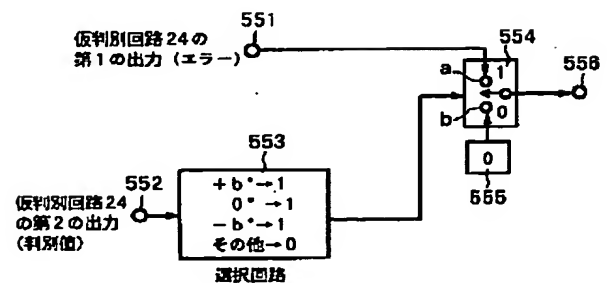 551
仮判別回路24の
第1の出力(エラー)
554
a
1
556
b
0
0
555
553
552
+b*→1
0*→1
-b*→1
その他→0
仮判別回路24
の第2の出力
(判別値)
選択回路